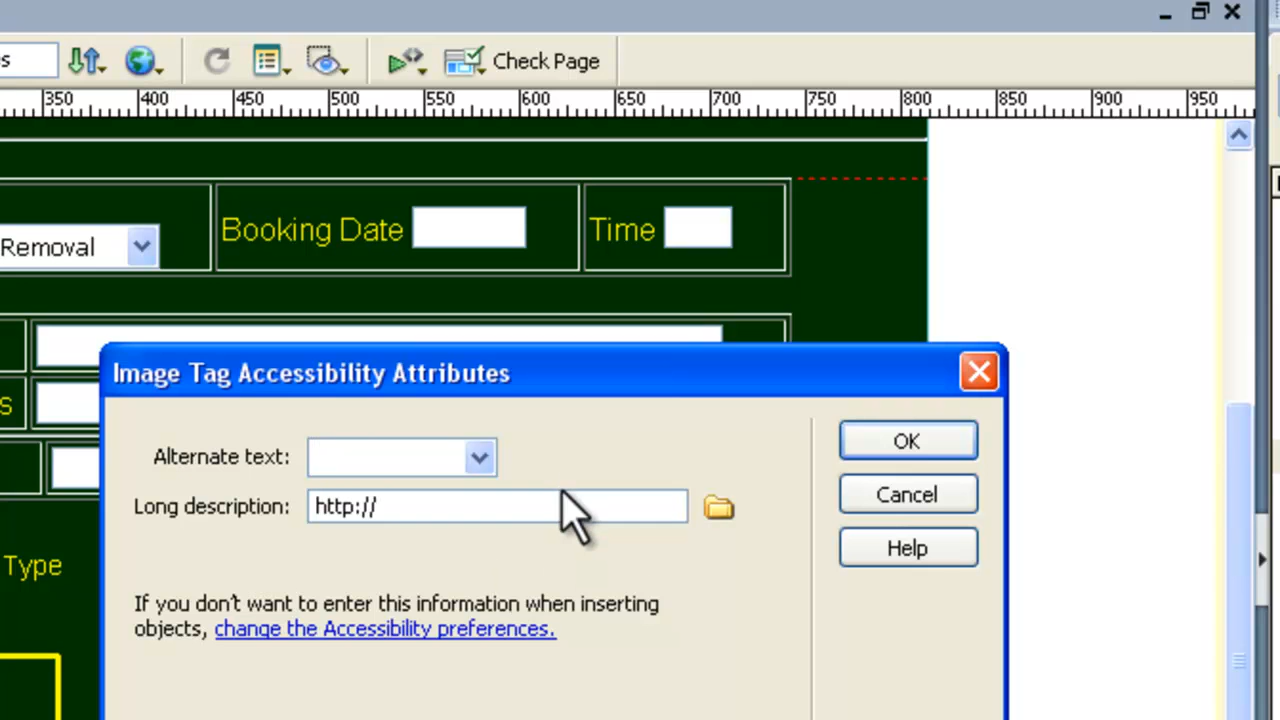 s
Check Page
350 400 450 500 550 600 650 700 750 800 850 900 950
Removal
Booking Date
Time
s
Type
Image Tag Accessibility Attributes
Alternate text:
Long description: http://
OK
Cancel
Help
If you don't want to enter this information when inserting
objects, change the Accessibility preferences.